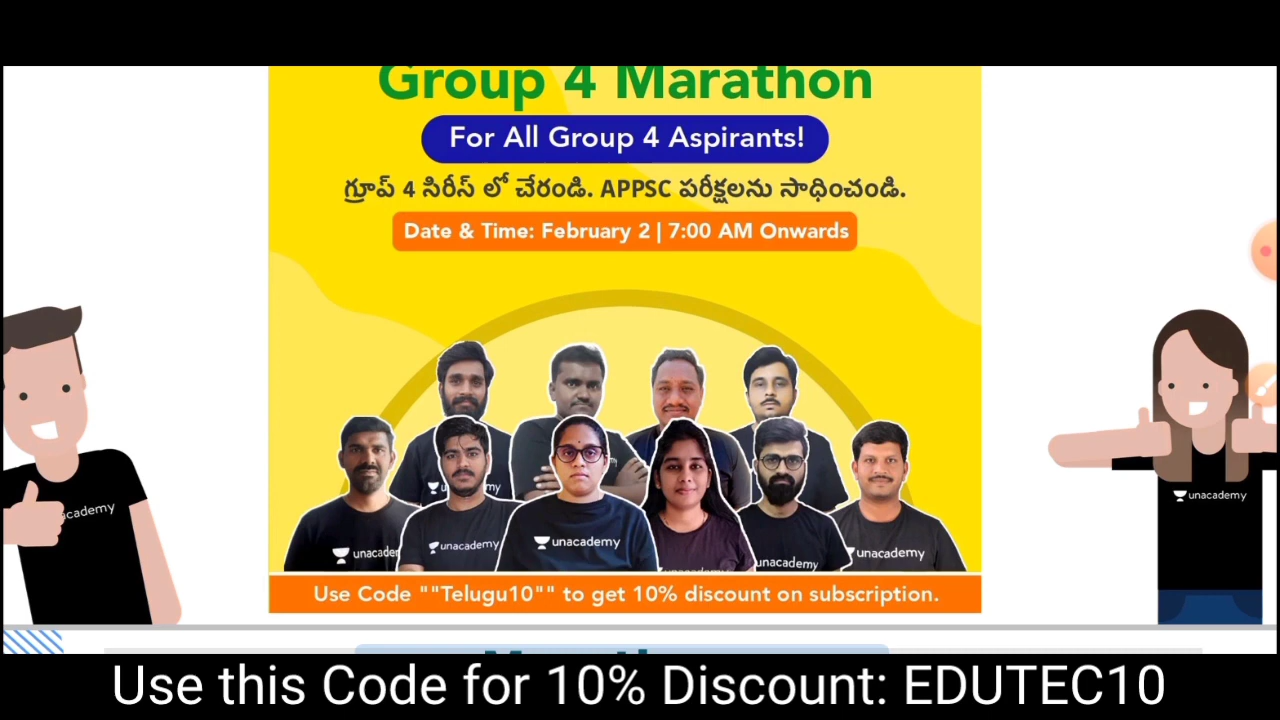 Group 4 Marathon
For All Group 4 Aspirants!
గ్రూప్ 4 సిరీస్ లో చేరండి. APPSC పరీక్షలను సాధించండి.
Date & Time: February 2 | 7:00 AM Onwards
unacademy
unacademy
unacademy
unacademy
unacademy
Use Code ""Telugu10"" to get 10% discount on subscription.
Use this Code for 10% Discount: EDUTEC10